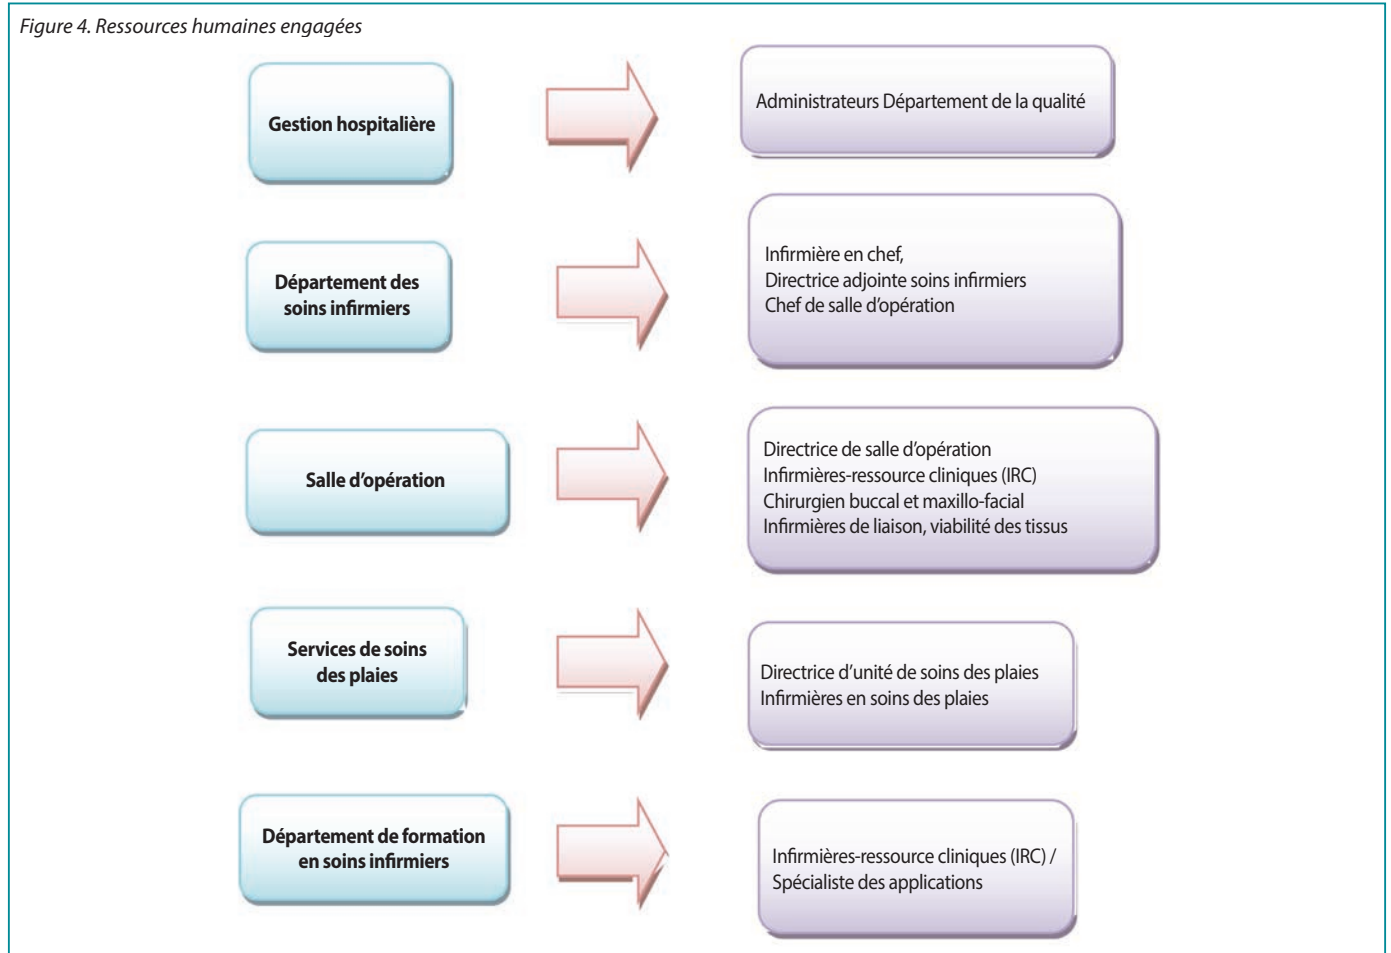 Figure 4. Ressources humaines engagées
Gestion hospitalière
Administrateurs Département de la qualité
Département des
soins infirmiers
Infirmière en chef,
Directrice adjointe soins infirmiers
Chef de salle d’opération
Salle d’opération
Directrice de salle d’opération
Infirmières-ressource cliniques (IRC)
Chirurgien buccal et maxillo-facial
Infirmières de liaison, viabilité des tissus
Services de soins
des plaies
Directrice d’unité de soins des plaies
Infirmières en soins des plaies
Département de formation
en soins infirmiers
Infirmières-ressource cliniques (IRC) /
Spécialiste des applications